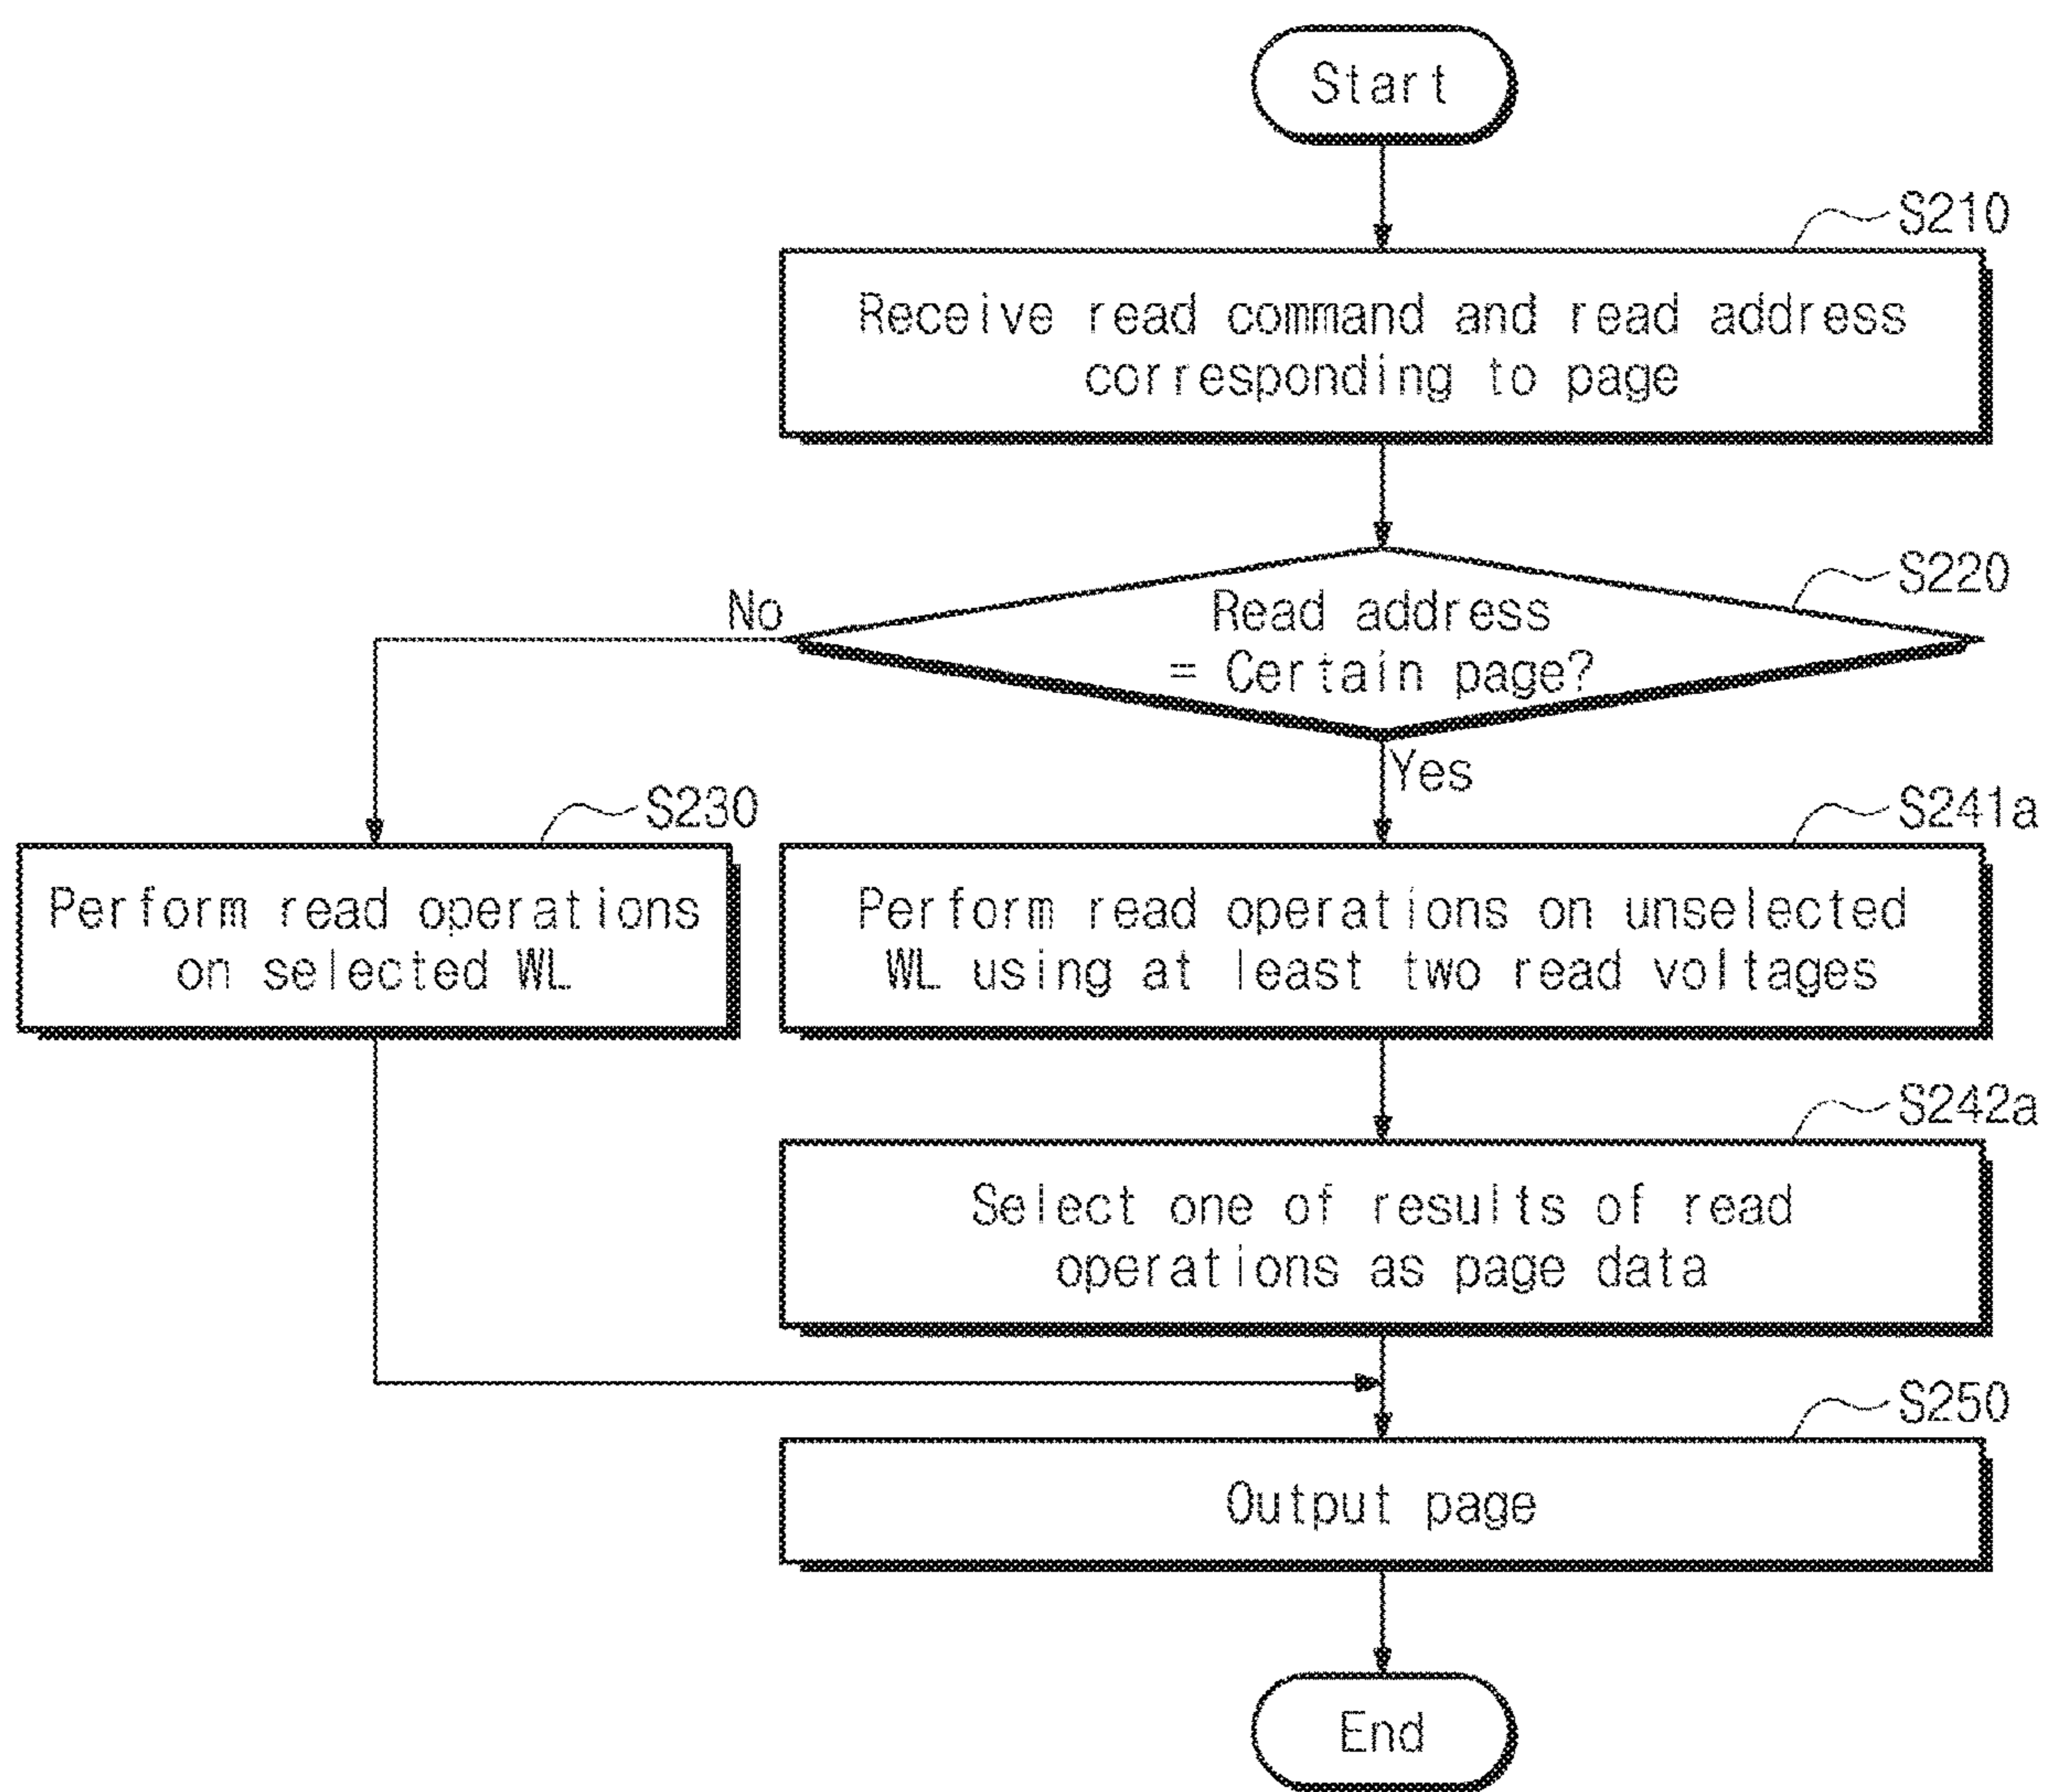 Start
S210
Receive read command and read address
corresponding to page
S220
No
Read address
= Certain page?
Yes
S230
S241a
Perform read operations
on selected WL
Perform read operations on unselected
WL using at least two read voltages
S242a
Select one of results of read
operations as page data
S250
Output page
End